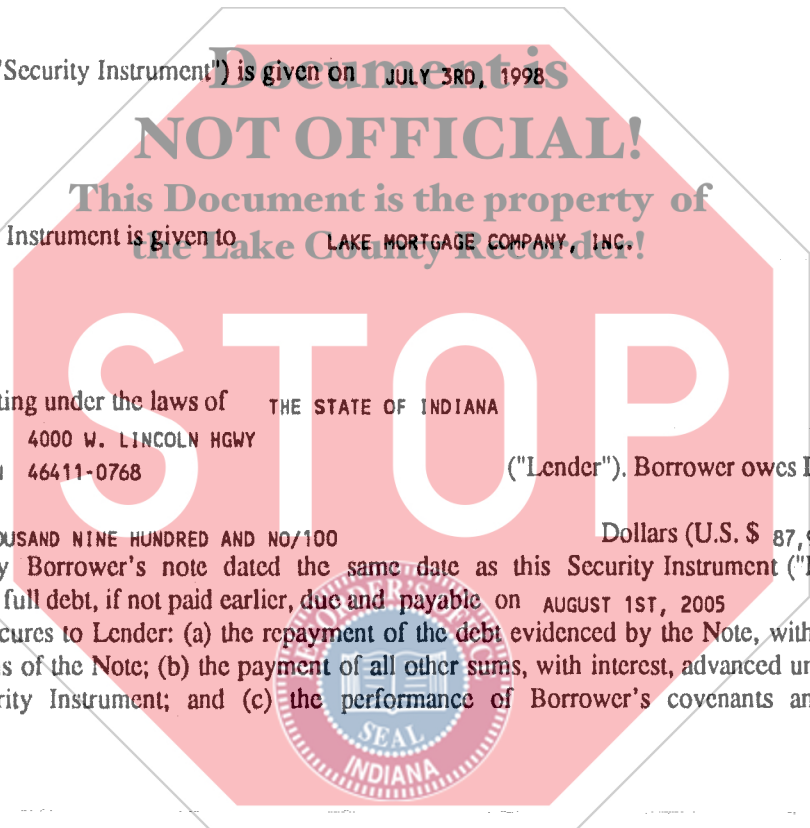 "Security Instrument") is given on JULY 3RD, 1998
Document is
NOT OFFICIAL!
This Document is the property of
Instrument is given to LAKE MORTGAGE COMPANY, INC.
the Lake County Recorder!
STOP
ting under the laws of THE STATE OF INDIANA
4000 W. LINCOLN HGWY
46411-0768 ("Lender"). Borrower owes
OUSAND NINE HUNDRED AND NO/100 Dollars (U.S. $ 87,9
y Borrower's note dated the same date as this Security Instrument ("
full debt, if not paid earlier, due and payable on AUGUST 1ST, 2005
cures to Lender: (a) the repayment of the debt evidenced by the Note, with
s of the Note; (b) the payment of all other sums, with interest, advanced un
rity Instrument; and (c) the performance of Borrower's covenants an
RECORDER'S OFFICE
SEAL
INDIANA